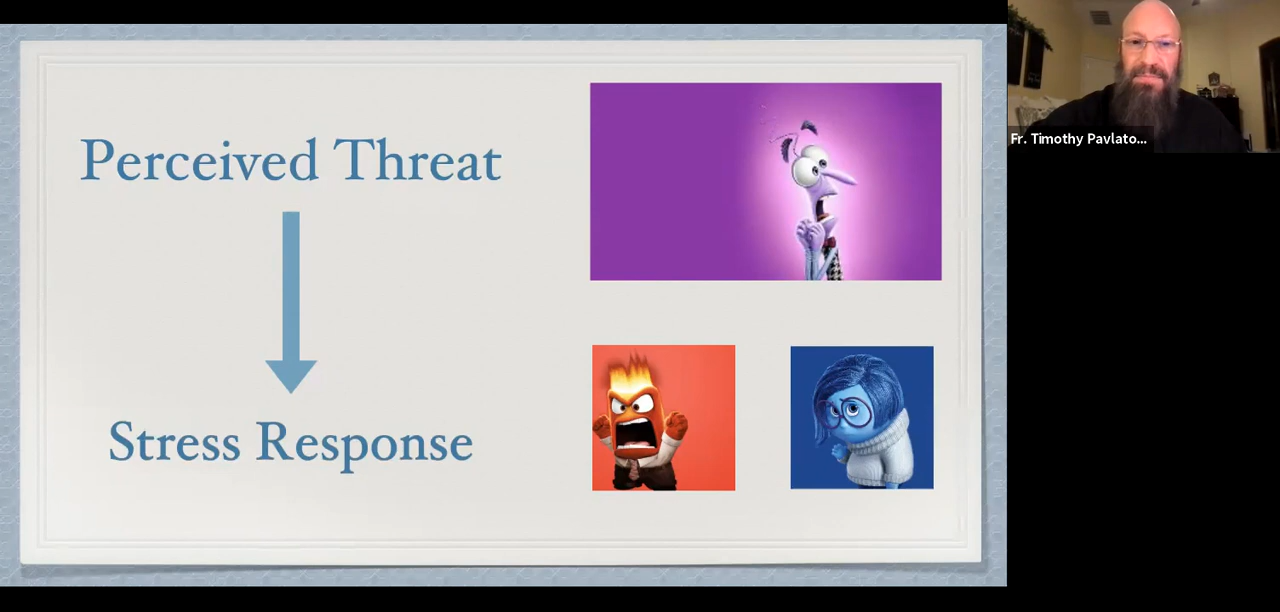 Perceived Threat
Stress Response
Fr. Timothy Pavlato...